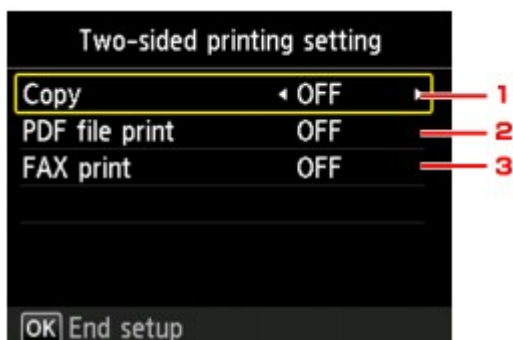 Two-sided printing setting
Copy OFF 1
PDF file print OFF 2
FAX print OFF 3
OK End setup